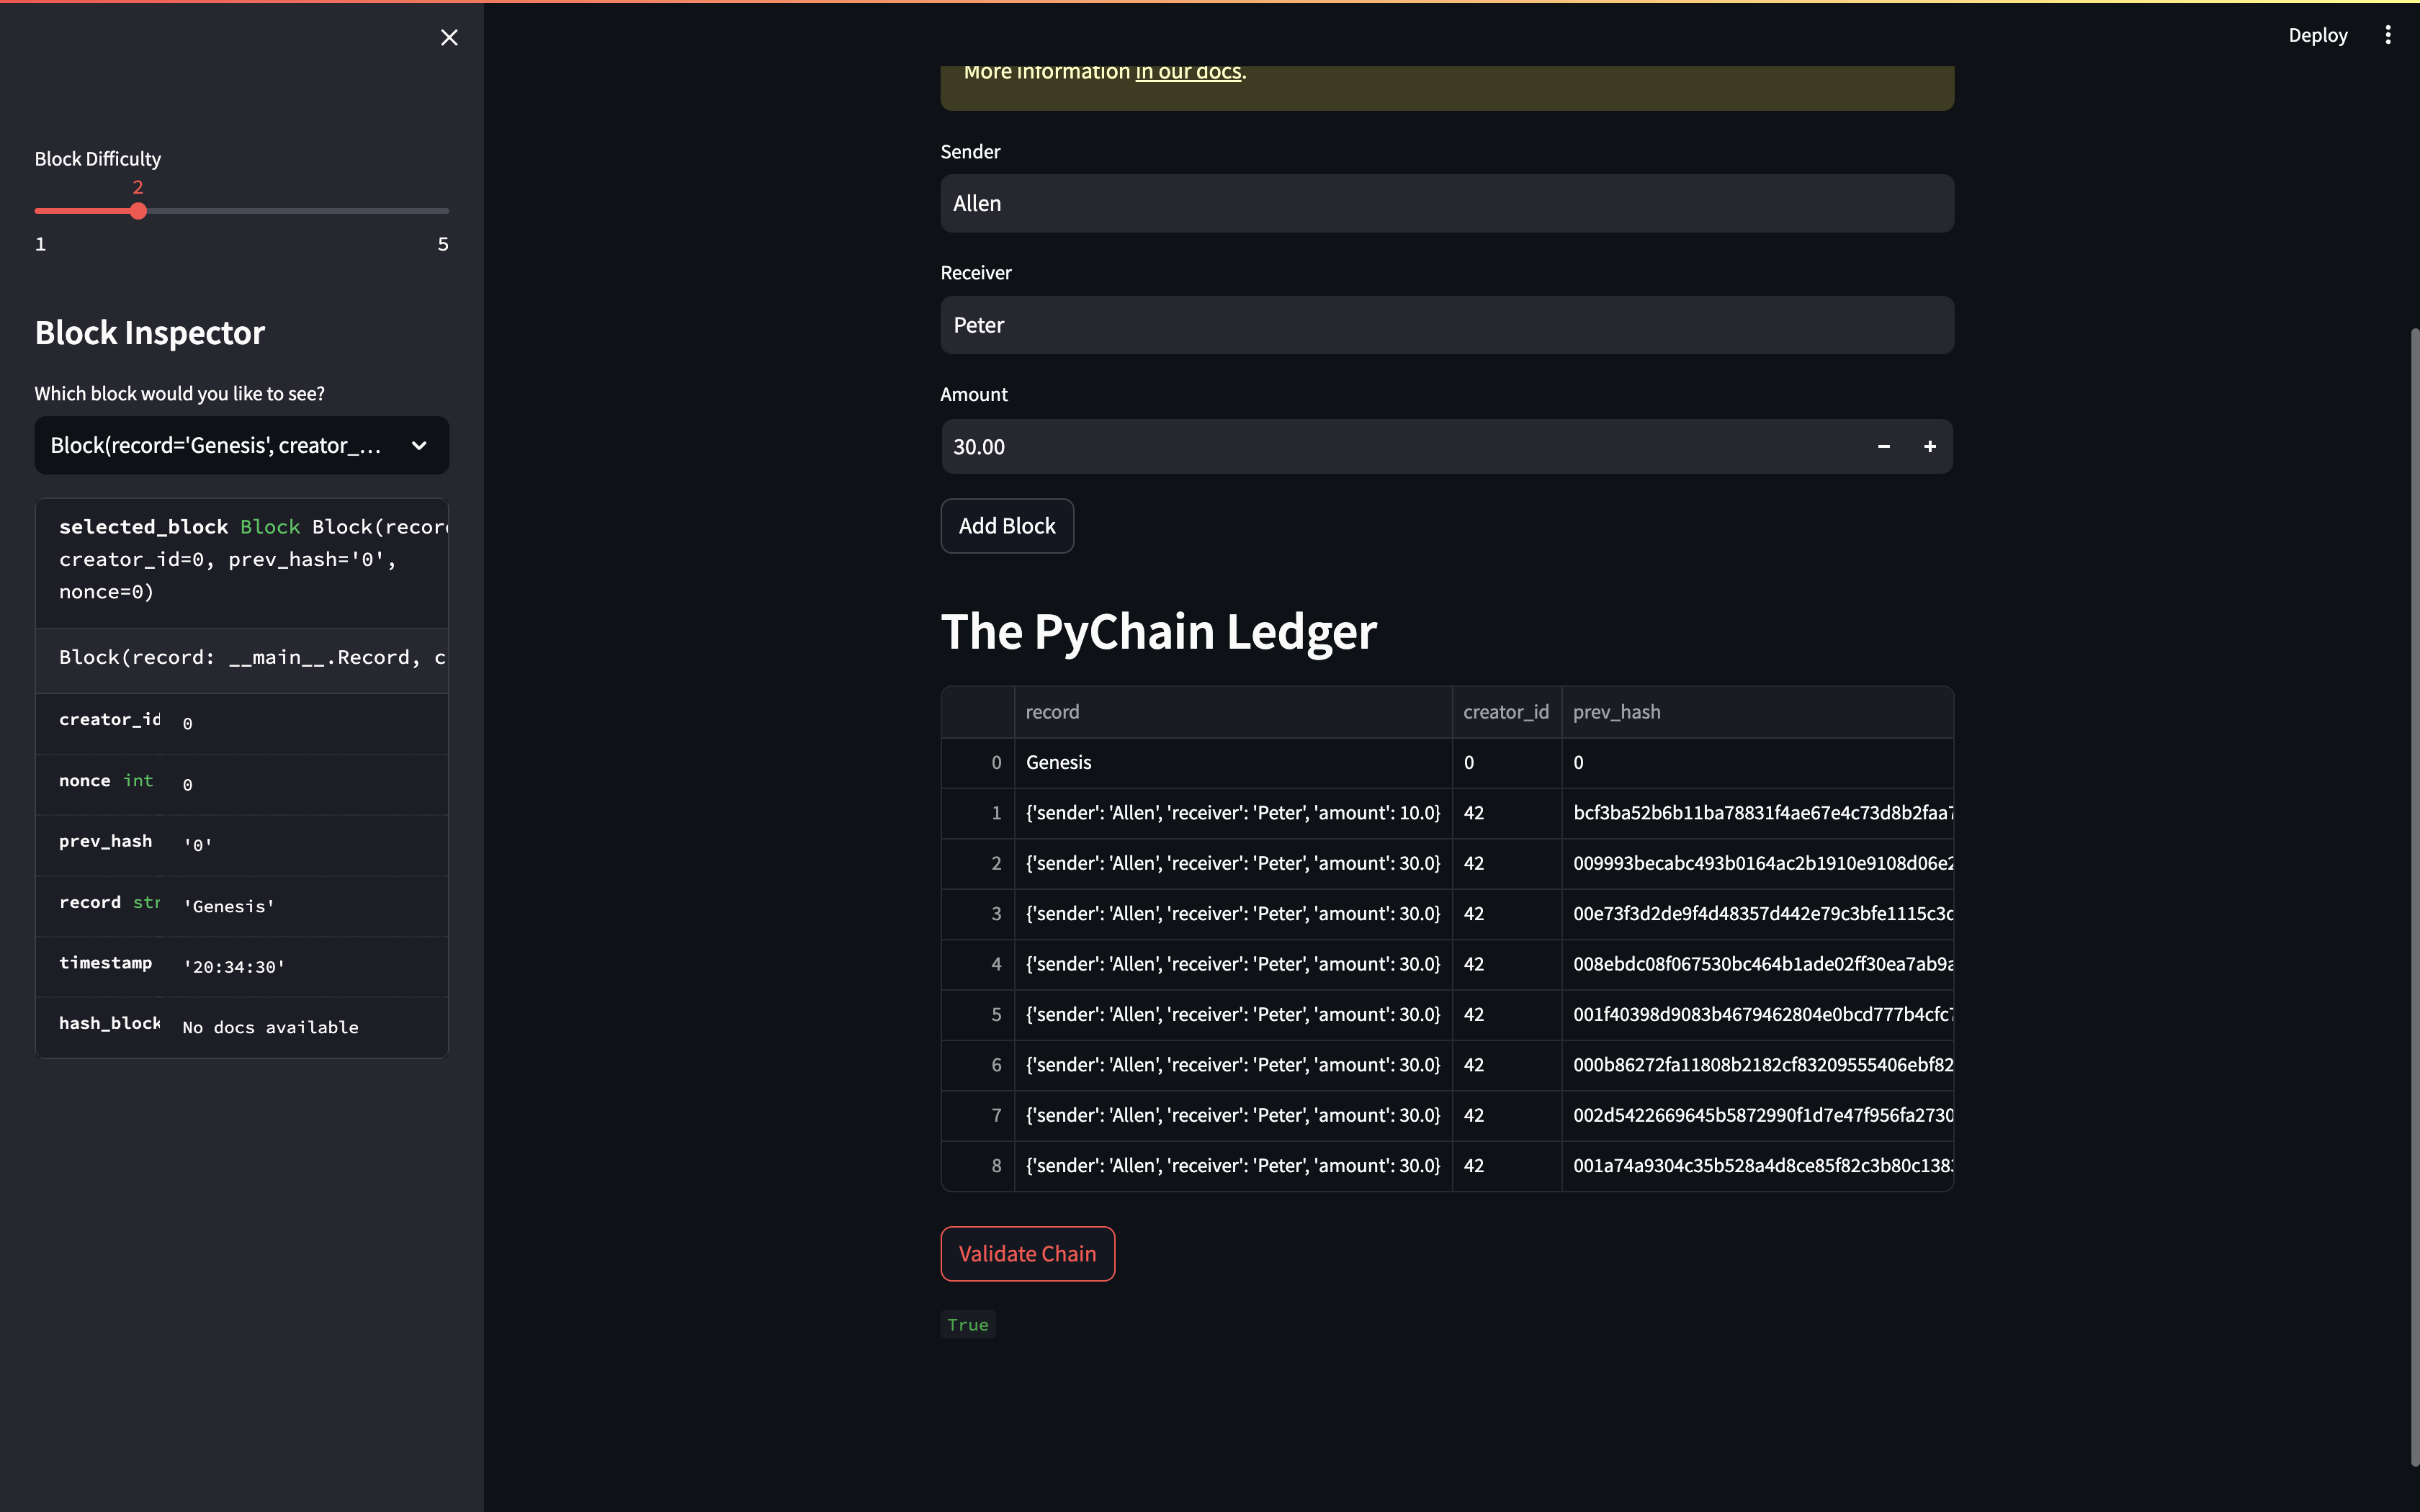 Deploy
Block Difficulty
2
1 5
Block Inspector
Which block would you like to see?
Block(record='Genesis', creator_...
selected_block Block Block(recor
creator_id=0, prev_hash='0',
nonce=0)
Block(record: __main__.Record, c
creator_id 0
nonce int 0
prev_hash '0'
record str 'Genesis'
timestamp '20:34:30'
hash_block No docs available
More information in our docs.
Sender
Allen
Receiver
Peter
Amount
30.00 − +
Add Block
The PyChain Ledger
record creator_id prev_hash
0 Genesis 0 0
1 {'sender': 'Allen', 'receiver': 'Peter', 'amount': 10.0} 42 bcf3ba52b6b11ba78831f4ae67e4c73d8b2faa7
2 {'sender': 'Allen', 'receiver': 'Peter', 'amount': 30.0} 42 009993becabc493b0164ac2b1910e9108d06e2
3 {'sender': 'Allen', 'receiver': 'Peter', 'amount': 30.0} 42 00e73f3d2de9f4d48357d442e79c3bfe1115c3c
4 {'sender': 'Allen', 'receiver': 'Peter', 'amount': 30.0} 42 008ebdc08f067530bc464b1ade02ff30ea7ab9a
5 {'sender': 'Allen', 'receiver': 'Peter', 'amount': 30.0} 42 001f40398d9083b4679462804e0bcd777b4cfc7
6 {'sender': 'Allen', 'receiver': 'Peter', 'amount': 30.0} 42 000b86272fa11808b2182cf83209555406ebf82
7 {'sender': 'Allen', 'receiver': 'Peter', 'amount': 30.0} 42 002d5422669645b5872990f1d7e47f956fa2730
8 {'sender': 'Allen', 'receiver': 'Peter', 'amount': 30.0} 42 001a74a9304c35b528a4d8ce85f82c3b80c1383
Validate Chain
True